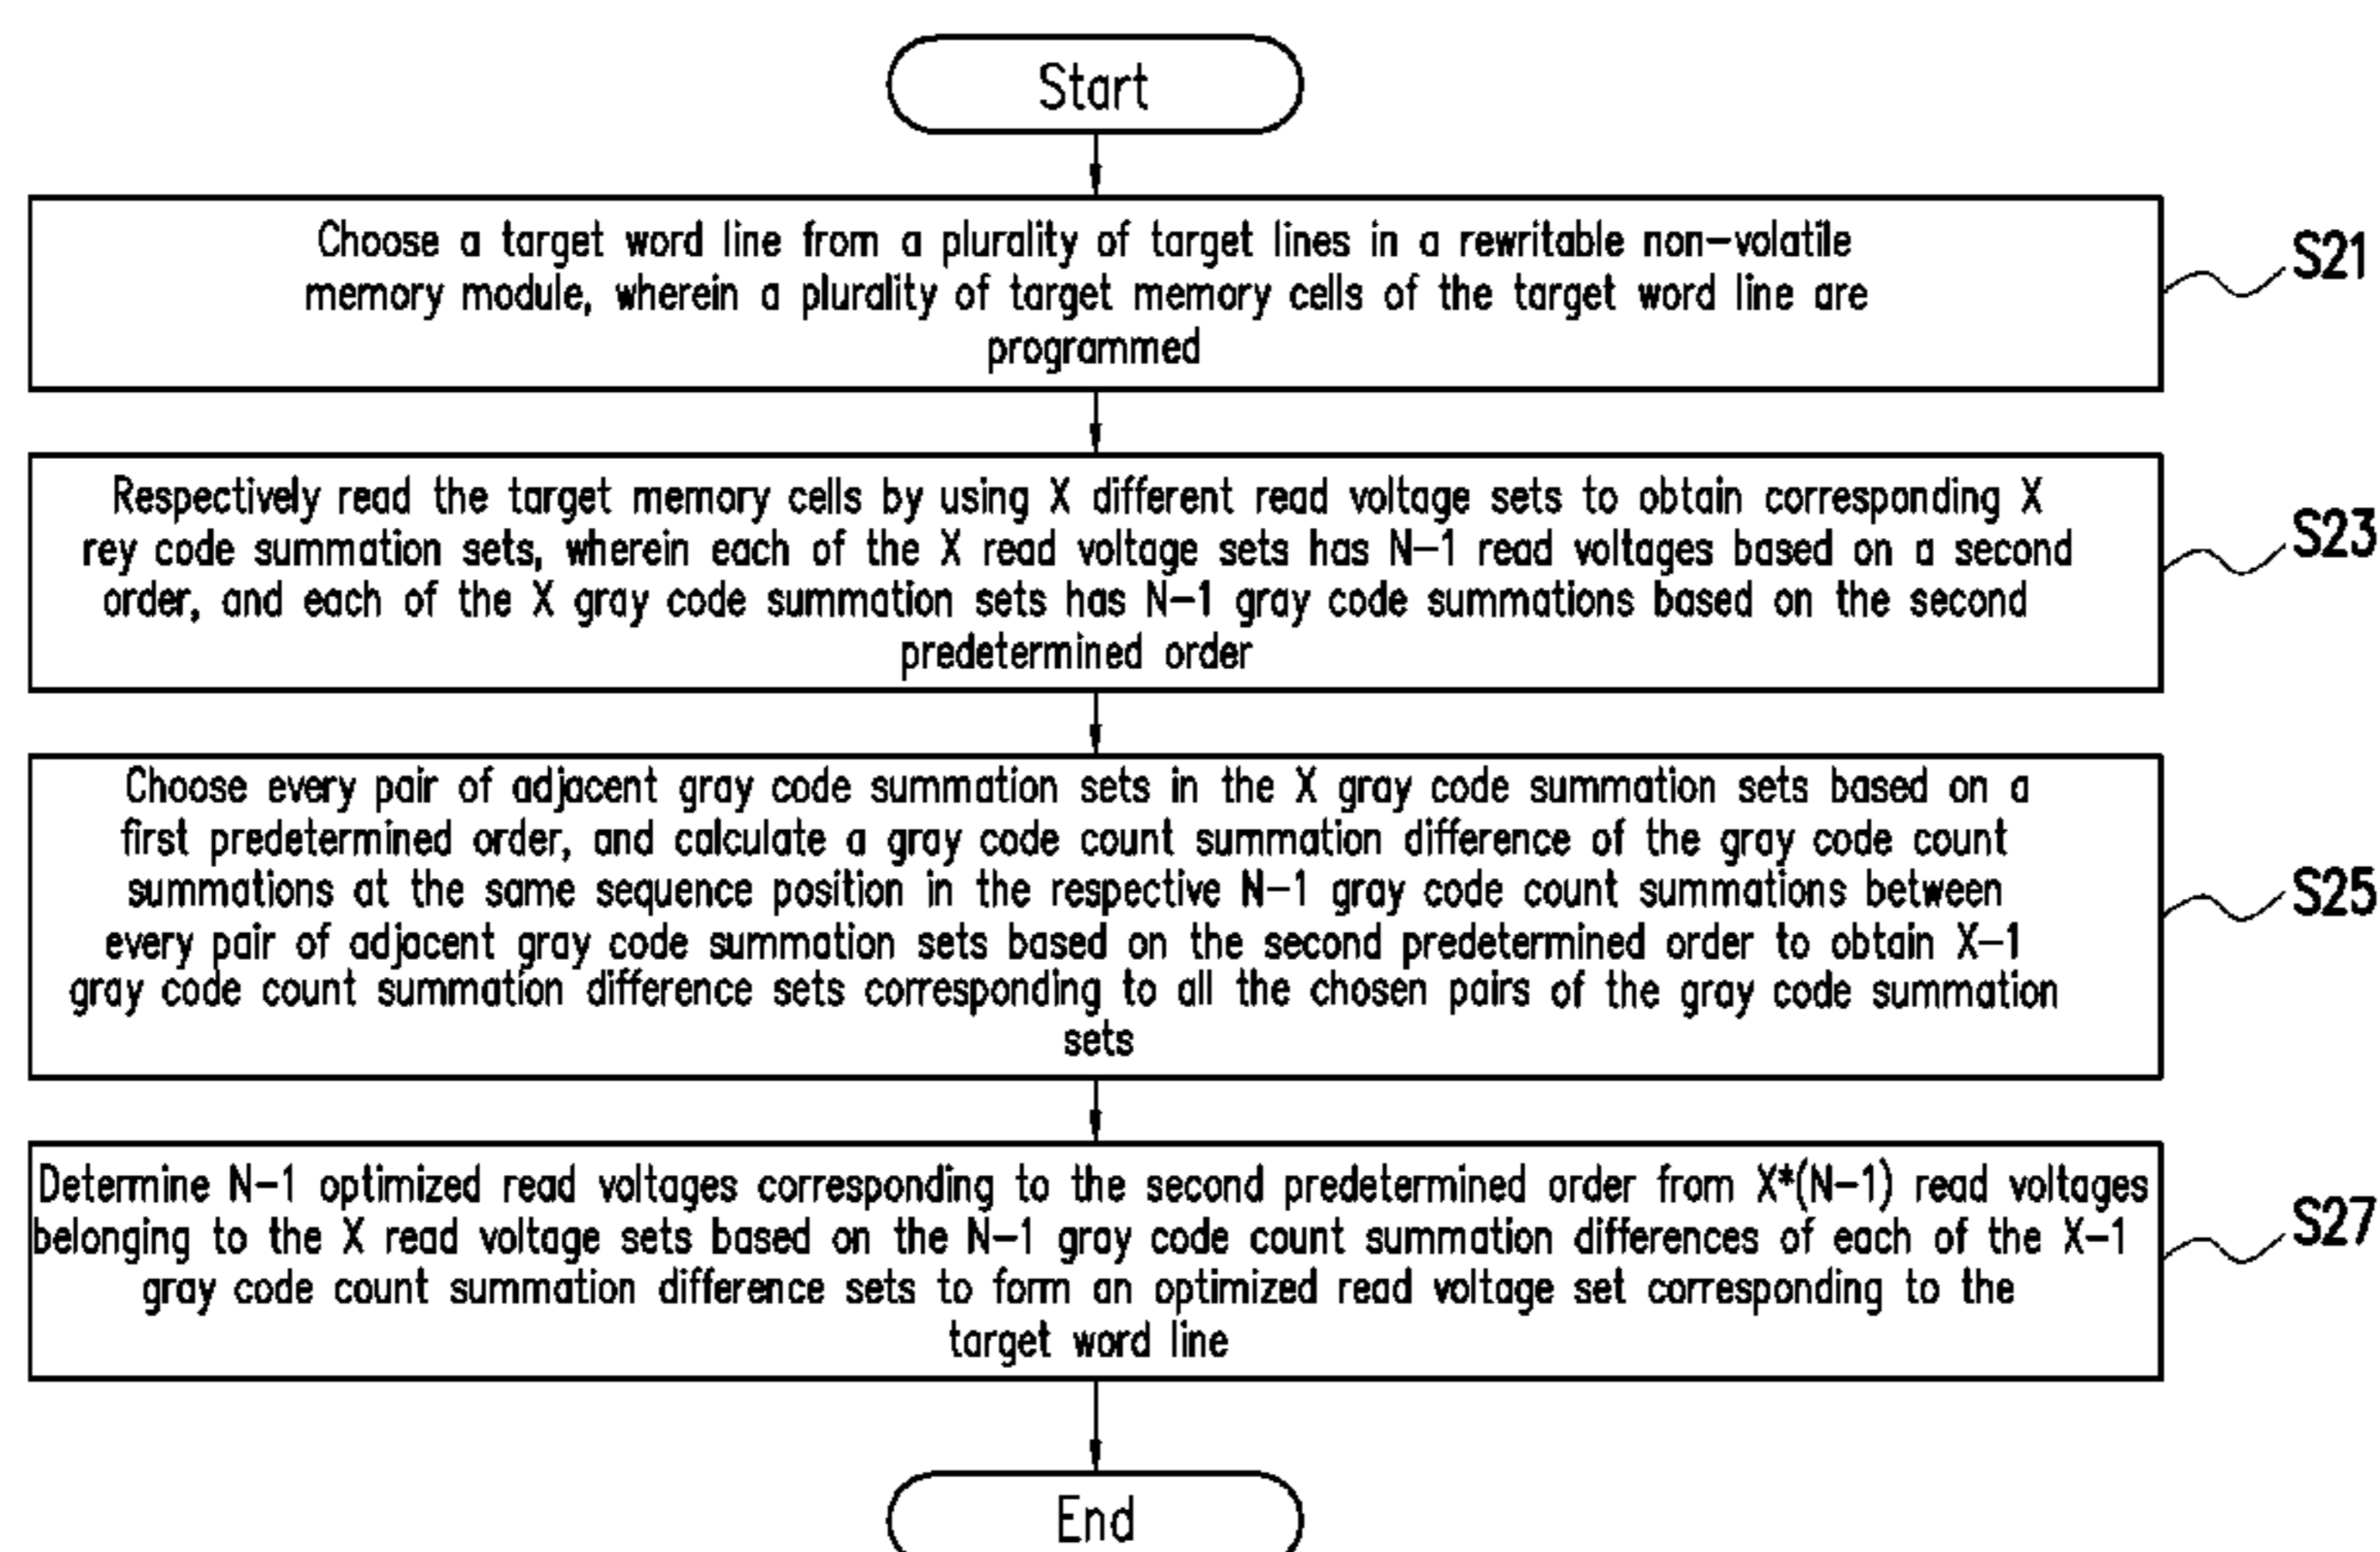 Start
Choose a target word line from a plurality of target lines in a rewritable non-volatile
memory module, wherein a plurality of target memory cells of the target word line are
programmed
S21
Respectively read the target memory cells by using X different read voltage sets to obtain corresponding X
rey code summation sets, wherein each of the X read voltage sets has N-1 read voltages based on a second
order, and each of the X gray code summation sets has N-1 gray code summations based on the second
predetermined order
S23
Choose every pair of adjacent gray code summation sets in the X gray code summation sets based on a
first predetermined order, and calculate a gray code count summation difference of the gray code count
summations at the same sequence position in the respective N-1 gray code count summations between
every pair of adjacent gray code summation sets based on the second predetermined order to obtain X-1
gray code count summation difference sets corresponding to all the chosen pairs of the gray code summation
sets
S25
Determine N-1 optimized read voltages corresponding to the second predetermined order from X*(N-1) read voltages
belonging to the X read voltage sets based on the N-1 gray code count summation differences of each of the X-1
gray code count summation difference sets to form an optimized read voltage set corresponding to the
target word line
S27
End